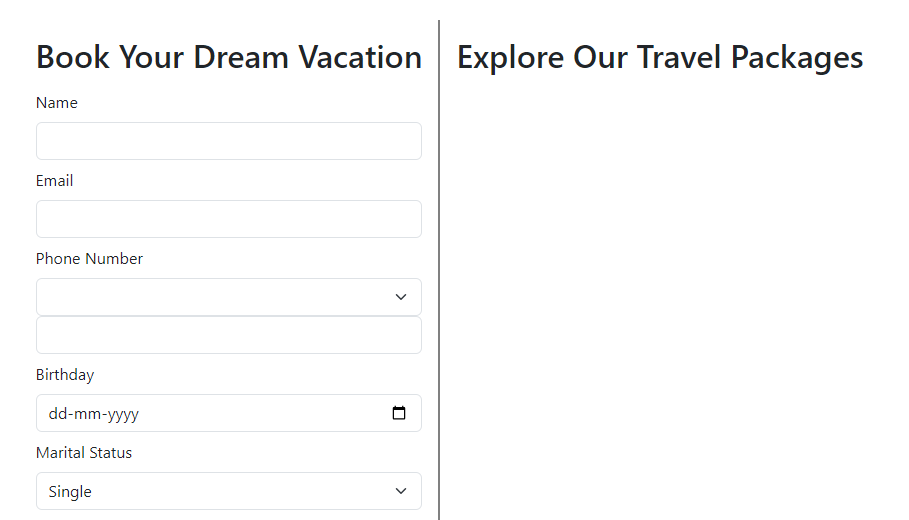 Book Your Dream Vacation
Name
Email
Phone Number
Birthday
dd-mm-yyyy
Marital Status
Single
Explore Our Travel Packages